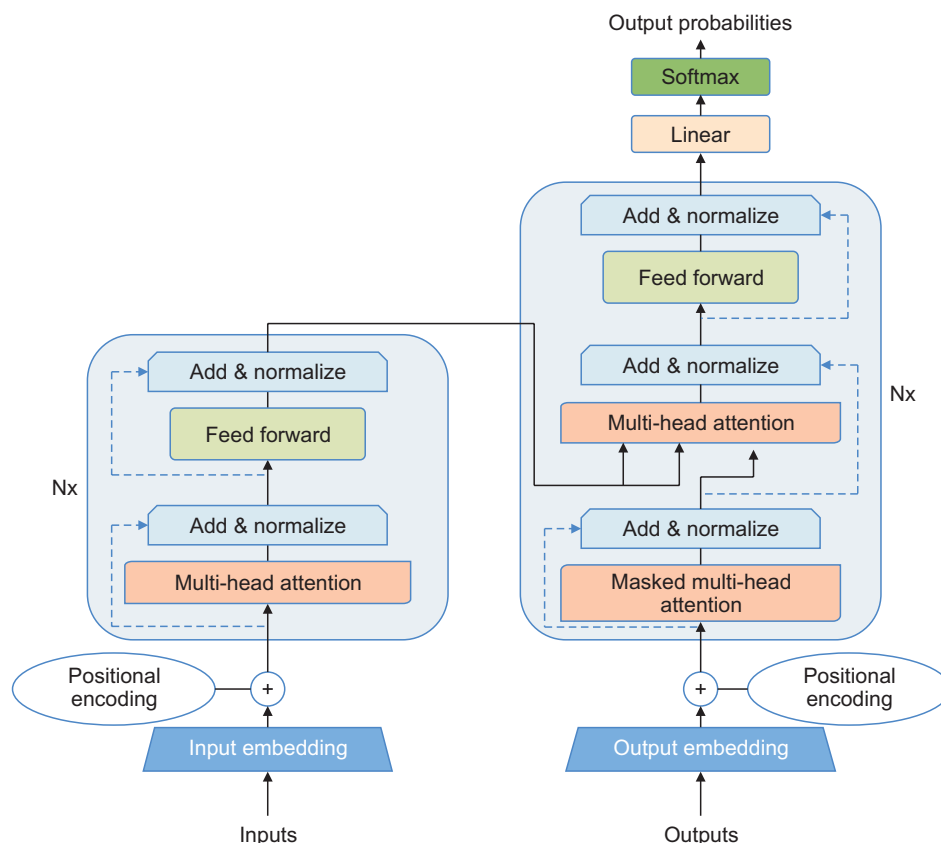 Output probabilities
Softmax
Linear
Add & normalize
Feed forward
Add & normalize
Nx
Multi-head attention
Add & normalize
Masked multi-head
attention
Positional
encoding
+
Output embedding
Outputs
Add & normalize
Feed forward
Nx
Add & normalize
Multi-head attention
Positional
encoding
+
Input embedding
Inputs